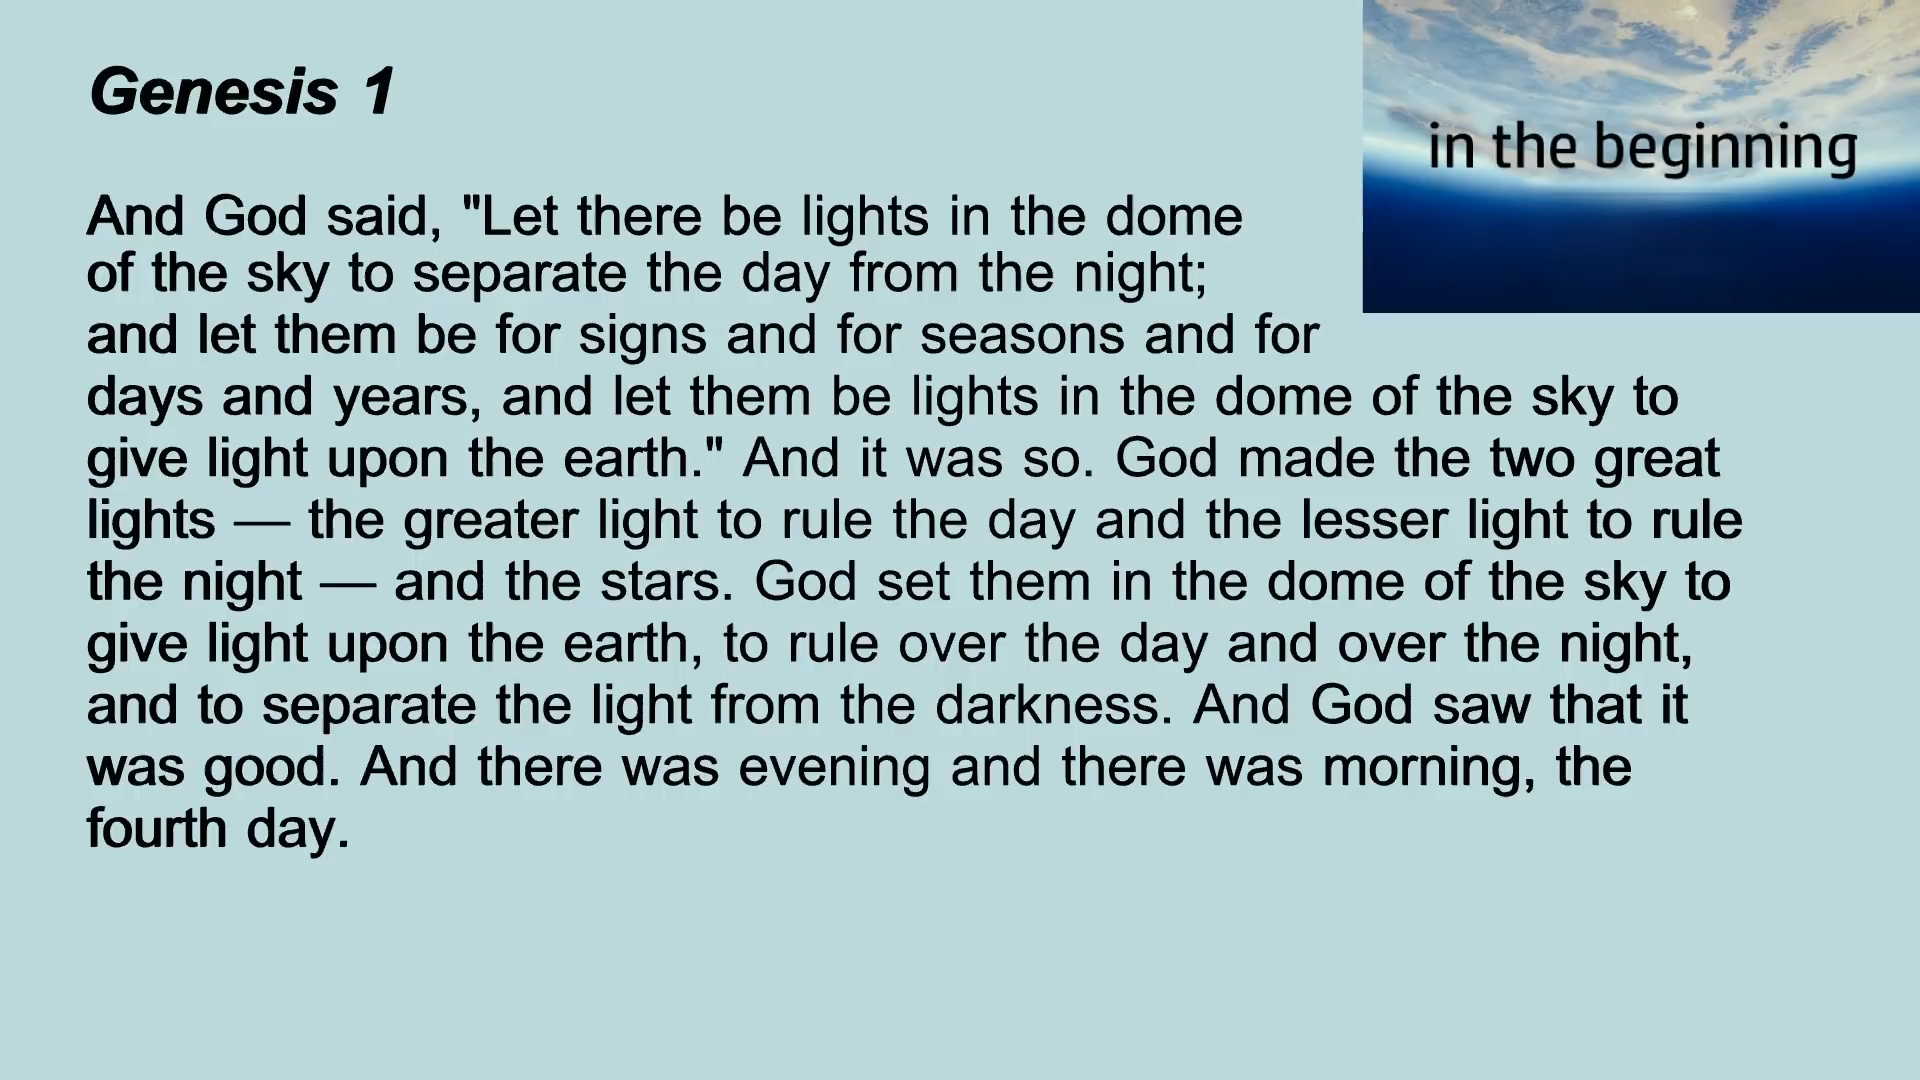 Genesis 1
in the beginning
And God said, "Let there be lights in the dome
of the sky to separate the day from the night;
and let them be for signs and for seasons and for
days and years, and let them be lights in the dome of the sky to
give light upon the earth." And it was so. God made the two great
lights — the greater light to rule the day and the lesser light to rule
the night — and the stars. God set them in the dome of the sky to
give light upon the earth, to rule over the day and over the night,
and to separate the light from the darkness. And God saw that it
was good. And there was evening and there was morning, the
fourth day.